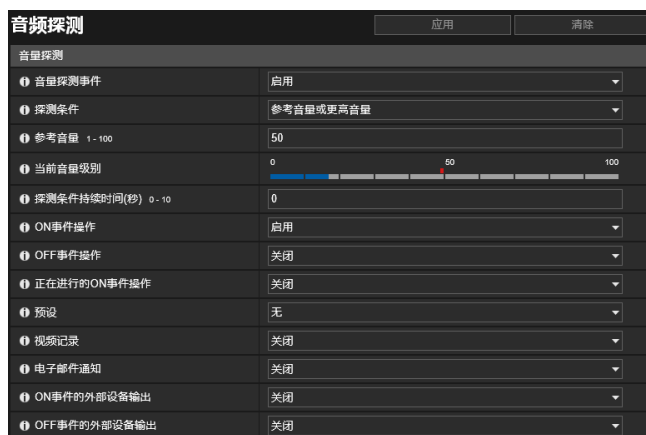 音频探测
应用
清除
音量探测
音量探测事件 启用
探测条件 参考音量或更高音量
参考音量 1 - 100 50
0 50 100
当前音量级别
探测条件持续时间(秒) 0 - 10 0
ON事件操作 启用
OFF事件操作 关闭
正在进行的ON事件操作 关闭
预设 无
视频记录 关闭
电子邮件通知 关闭
ON事件的外部设备输出 关闭
OFF事件的外部设备输出 关闭